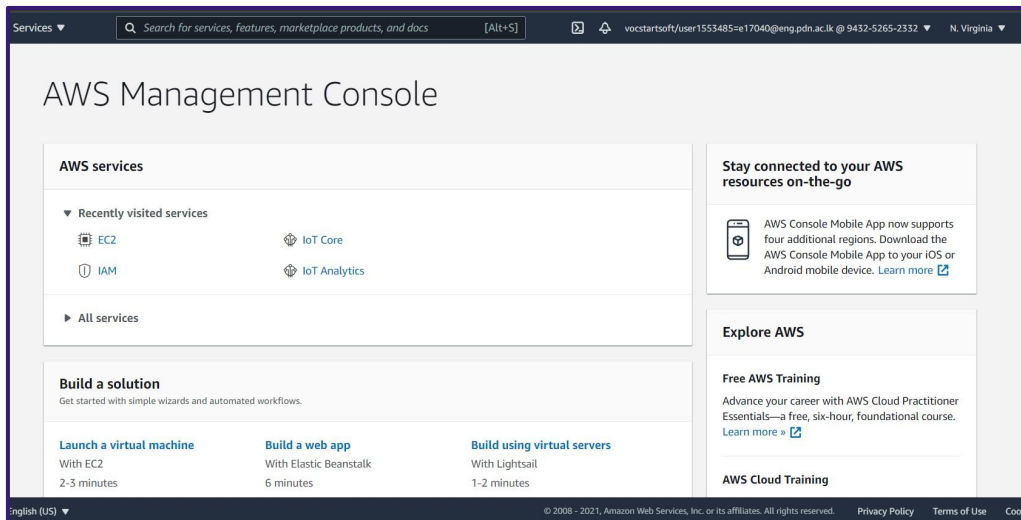 Services ▼
Search for services, features, marketplace products, and docs [Alt+S]
vocstartsoft/user1553485=e17040@eng.pdn.ac.lk @ 9432-5265-2332 ▼
N. Virginia ▼
AWS Management Console
AWS services
▼ Recently visited services
EC2
IoT Core
IAM
IoT Analytics
▶ All services
Build a solution
Get started with simple wizards and automated workflows.
Launch a virtual machine
With EC2
2-3 minutes
Build a web app
With Elastic Beanstalk
6 minutes
Build using virtual servers
With Lightsail
1-2 minutes
Stay connected to your AWS
resources on-the-go
AWS Console Mobile App now supports
four additional regions. Download the
AWS Console Mobile App to your iOS or
Android mobile device. Learn more
Explore AWS
Free AWS Training
Advance your career with AWS Cloud Practitioner
Essentials—a free, six-hour, foundational course.
Learn more »
AWS Cloud Training
English (US) ▼
© 2008 - 2021, Amazon Web Services, Inc. or its affiliates. All rights reserved.
Privacy Policy
Terms of Use
Coo